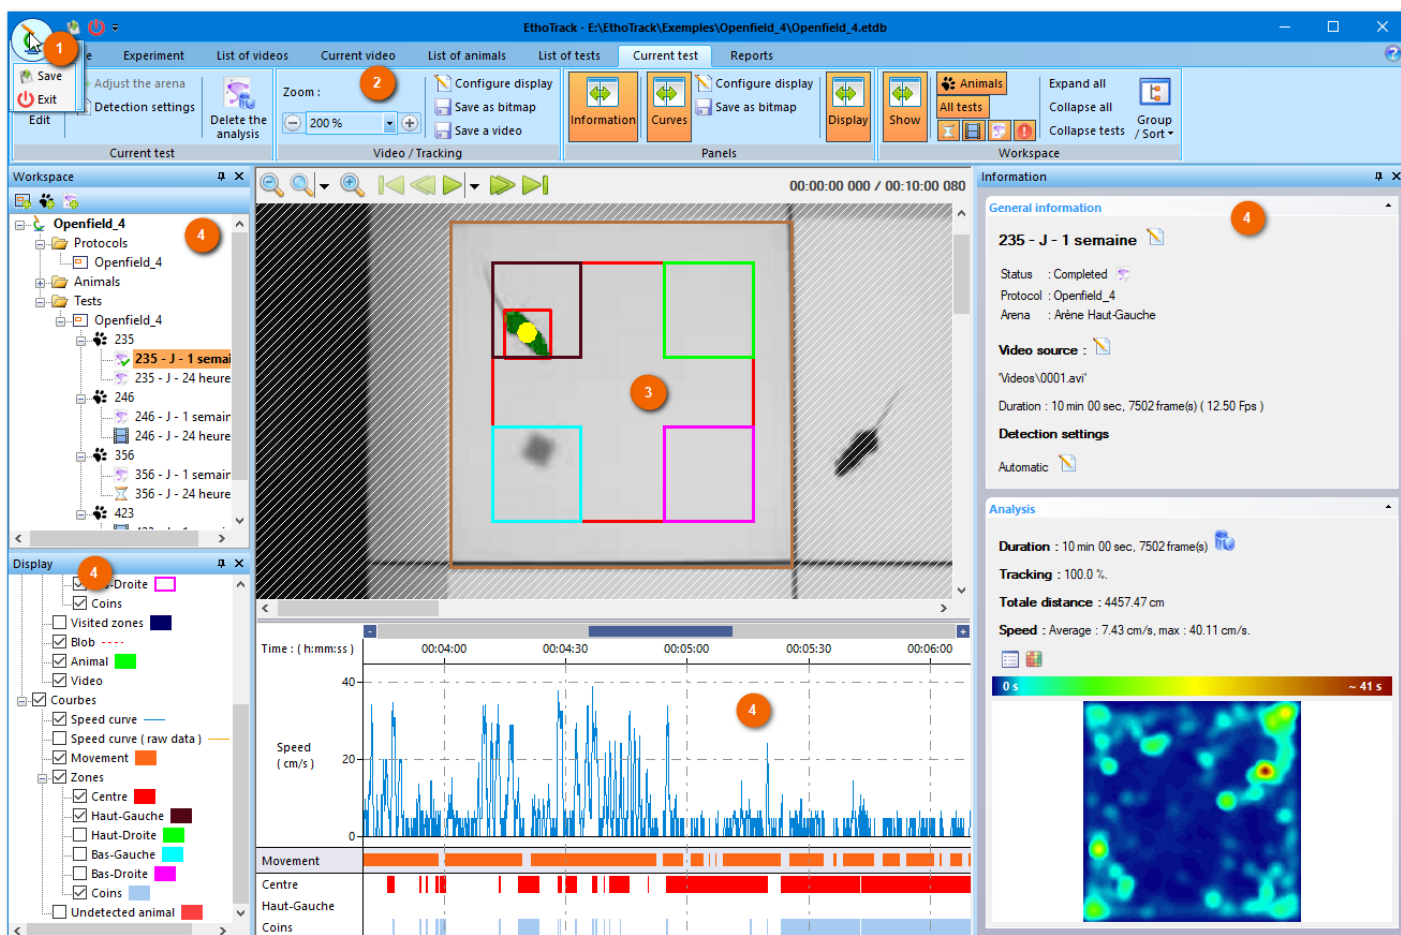 EthoTrack - E:\EthoTrack\Exemples\Openfield_4\Openfield_4.etdb
1
Experiment
List of videos
Current video
List of animals
List of tests
Current test
Reports
Save
Exit
Edit
Adjust the arena
Detection settings
Delete the
analysis
Current test
Zoom :
2
200 %
Configure display
Save as bitmap
Save a video
Video / Tracking
Information
Curves
Configure display
Save as bitmap
Display
Panels
Show
Animals
All tests
Expand all
Collapse all
Collapse tests
Group
/ Sort
Workspace
Workspace
4
Openfield_4
Protocols
Openfield_4
Animals
Tests
Openfield_4
235
235 - J - 1 semai
235 - J - 24 heure
246
246 - J - 1 semair
246 - J - 24 heure
356
356 - J - 1 semair
356 - J - 24 heure
423
Display
4
-Droite
Coins
Visited zones
Blob
Animal
Video
Courbes
Speed curve
Speed curve ( raw data )
Movement
Zones
Centre
Haut-Gauche
Haut-Droite
Bas-Gauche
Bas-Droite
Coins
Undetected animal
00:00:00 000 / 00:10:00 080
3
Time : ( h:mm:ss )
00:04:00
00:04:30
00:05:00
00:05:30
00:06:00
40
20
0
Speed
( cm/s )
4
Movement
Centre
Haut-Gauche
Coins
Information
General information
4
235 - J - 1 semaine
Status : Completed
Protocol : Openfield_4
Arena : Arène Haut-Gauche
Video source :
'Videos\0001.avi'
Duration : 10 min 00 sec, 7502 frame(s) ( 12.50 Fps )
Detection settings
Automatic
Analysis
Duration : 10 min 00 sec, 7502 frame(s)
Tracking : 100.0 %.
Totale distance : 4457.47 cm
Speed : Average : 7.43 cm/s, max : 40.11 cm/s.
0 s
~ 41 s